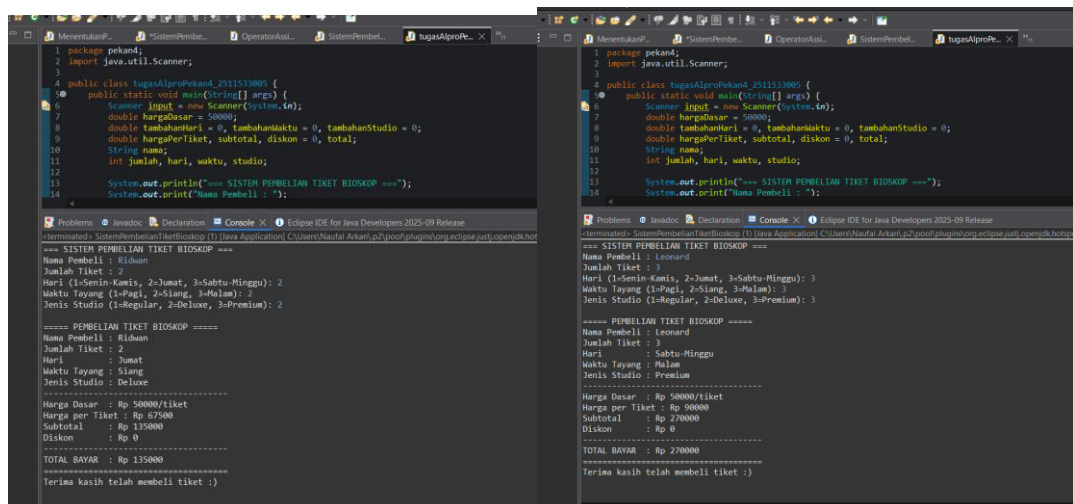 MenentukanP...
*SistemPembe...
OperatorAssi...
SistemPembel...
tugasAlproPe...
1 package pekan4;
2 import java.util.Scanner;
3
4 public class tugasAlproPekan4_2511533005 {
5 public static void main(String[] args) {
6 Scanner input = new Scanner(System.in);
7 double hargaDasar = 50000;
8 double tambahanHari = 0, tambahanWaktu = 0, tambahanStudio = 0;
9 double hargaPerTiket, subtotal, diskon = 0, total;
10 String nama;
11 int jumlah, hari, waktu, studio;
12
13 System.out.println("=== SISTEM PEMBELIAN TIKET BIOSKOP ===");
14 System.out.print("Nama Pembeli : ");
Problems Javadoc Declaration Console Eclipse IDE for Java Developers 2025-09 Release
<terminated> SistemPembelianTiketBioskop (1) [Java Application] C:\Users\Naufal Arkan\.p2\pool\plugins\org.eclipse.justj.openjdk.hot
=== SISTEM PEMBELIAN TIKET BIOSKOP ===
Nama Pembeli : Ridwan
Jumlah Tiket : 2
Hari (1=Senin-Kamis, 2=Jumat, 3=Sabtu-Minggu): 2
Waktu Tayang (1=Pagi, 2=Siang, 3=Malam): 2
Jenis Studio (1=Regular, 2=Deluxe, 3=Premium): 2
===== PEMBELIAN TIKET BIOSKOP =====
Nama Pembeli : Ridwan
Jumlah Tiket : 2
Hari : Jumat
Waktu Tayang : Siang
Jenis Studio : Deluxe
------------------------------------
Harga Dasar : Rp 50000/tiket
Harga per Tiket : Rp 67500
Subtotal : Rp 135000
Diskon : Rp 0
------------------------------------
TOTAL BAYAR : Rp 135000
====================================
Terima kasih telah membeli tiket :)
MenentukanP...
*SistemPembe...
OperatorAssi...
SistemPembel...
tugasAlproPe...
1 package pekan4;
2 import java.util.Scanner;
3
4 public class tugasAlproPekan4_2511533005 {
5 public static void main(String[] args) {
6 Scanner input = new Scanner(System.in);
7 double hargaDasar = 50000;
8 double tambahanHari = 0, tambahanWaktu = 0, tambahanStudio = 0;
9 double hargaPerTiket, subtotal, diskon = 0, total;
10 String nama;
11 int jumlah, hari, waktu, studio;
12
13 System.out.println("=== SISTEM PEMBELIAN TIKET BIOSKOP ===");
14 System.out.print("Nama Pembeli : ");
Problems Javadoc Declaration Console Eclipse IDE for Java Developers 2025-09 Release
<terminated> SistemPembelianTiketBioskop (1) [Java Application] C:\Users\Naufal Arkan\.p2\pool\plugins\org.eclipse.justj.openjdk.hotsp
=== SISTEM PEMBELIAN TIKET BIOSKOP ===
Nama Pembeli : Leonard
Jumlah Tiket : 3
Hari (1=Senin-Kamis, 2=Jumat, 3=Sabtu-Minggu): 3
Waktu Tayang (1=Pagi, 2=Siang, 3=Malam): 3
Jenis Studio (1=Regular, 2=Deluxe, 3=Premium): 3
===== PEMBELIAN TIKET BIOSKOP =====
Nama Pembeli : Leonard
Jumlah Tiket : 3
Hari : Sabtu-Minggu
Waktu Tayang : Malam
Jenis Studio : Premium
------------------------------------
Harga Dasar : Rp 50000/tiket
Harga per Tiket : Rp 90000
Subtotal : Rp 270000
Diskon : Rp 0
------------------------------------
TOTAL BAYAR : Rp 270000
====================================
Terima kasih telah membeli tiket :)